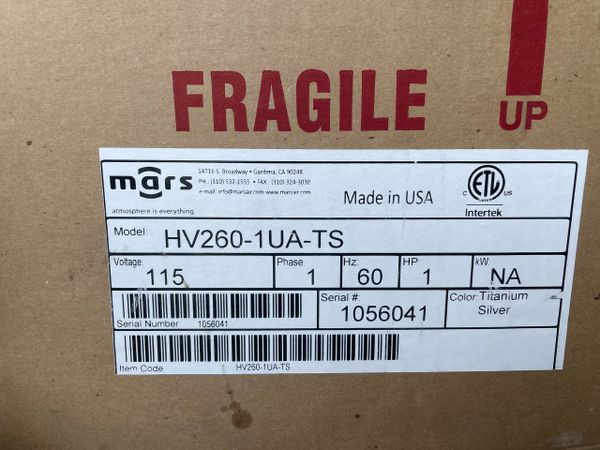 FRAGILE
UP
mars
atmosphere is everything
14716 S. Broadway • Gardena, CA 90248
PH.: (310) 532-1555 • FAX.: (310) 324-3030
e-mail: info@marsair.com www.marsair.com
Made in USA
C ETL US
Intertek
Model: HV260-1UA-TS
Voltage: 115 Phase: 1 Hz: 60 HP: 1 kW: NA
Serial Number 1056041
Serial #: 1056041
Color: Titanium
Silver
Item Code HV260-1UA-TS